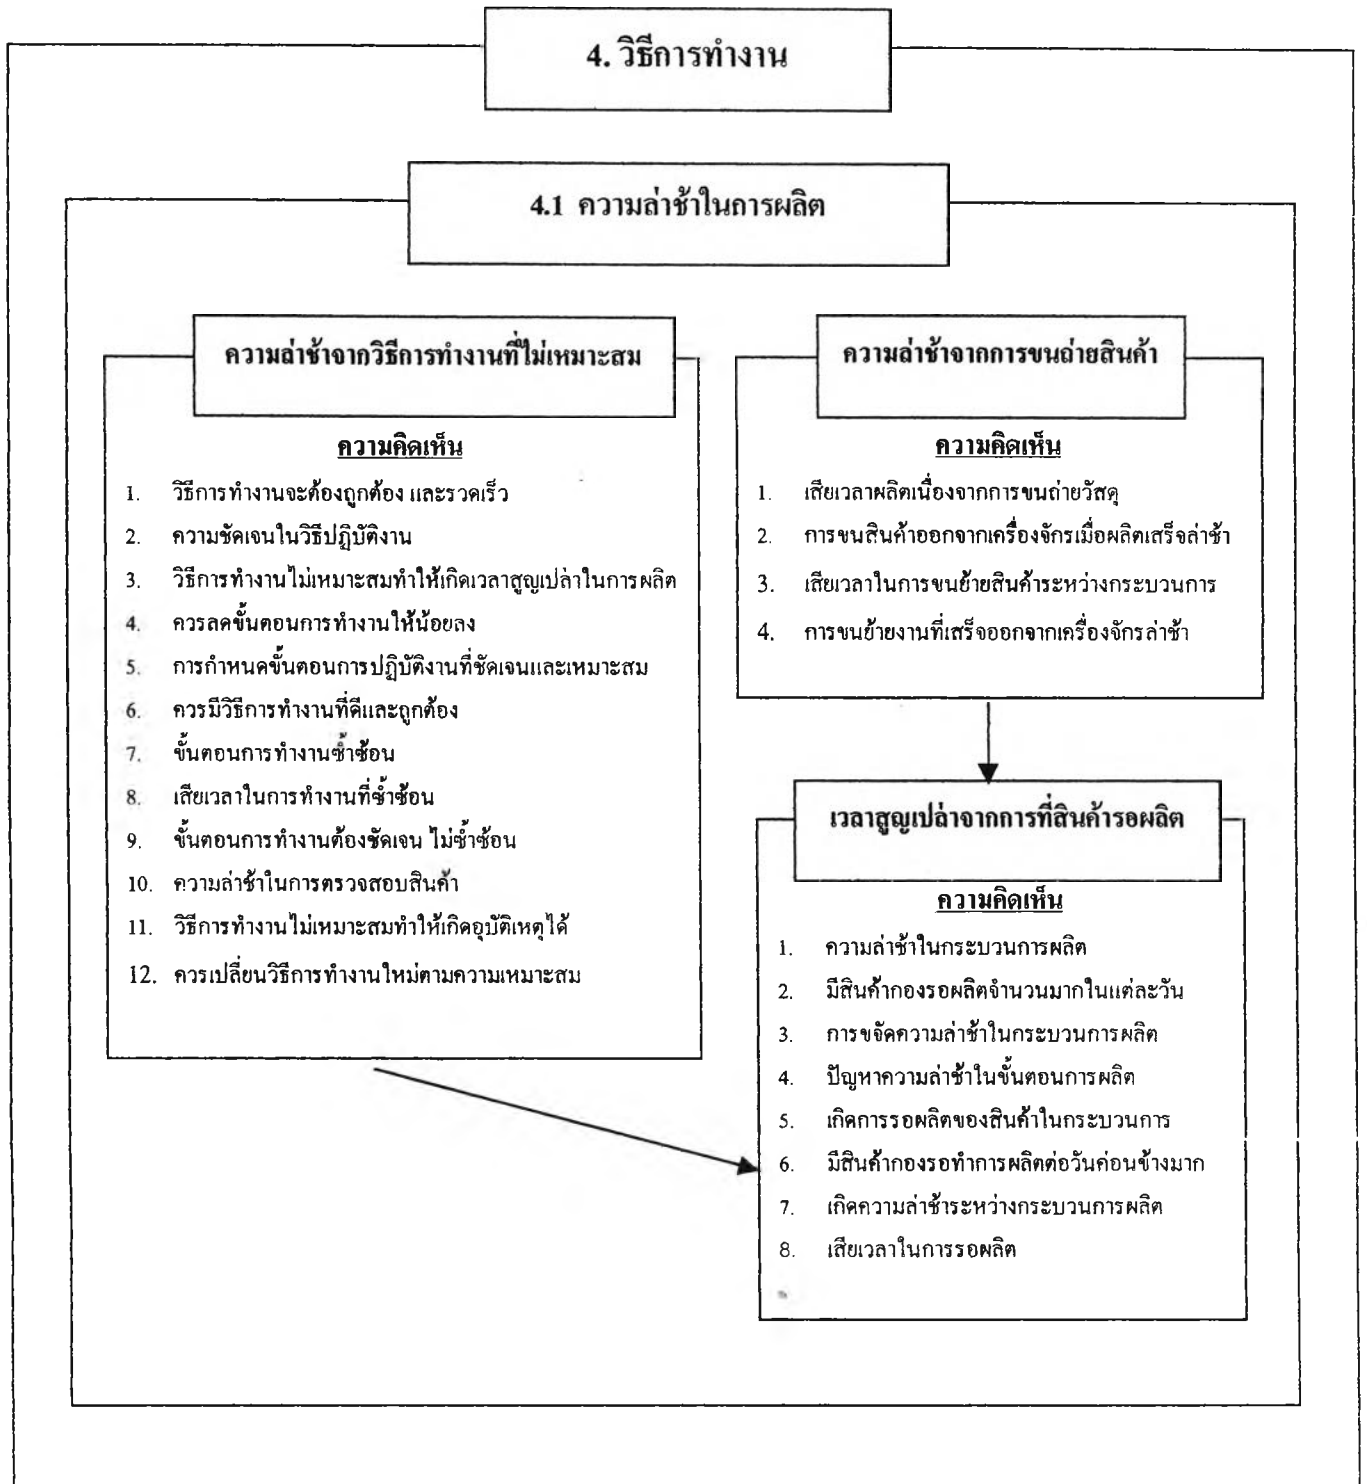 4. วิธีการทำงาน
4.1 ความล่าช้าในการผลิต
ความล่าช้าจากวิธีการทำงานที่ไม่เหมาะสม
ความคิดเห็น
1. วิธีการทำงานจะต้องถูกต้อง และรวดเร็ว
2. ความชัดเจนในวิธีปฏิบัติงาน
3. วิธีการทำงานไม่เหมาะสมทำให้เกิดเวลาสูญเปล่าในการผลิต
4. ควรลดขั้นตอนการทำงานให้น้อยลง
5. การกำหนดขั้นตอนการปฏิบัติงานที่ชัดเจนและเหมาะสม
6. ควรมีวิธีการทำงานที่ดีและถูกต้อง
7. ขั้นตอนการทำงานซ้ำซ้อน
8. เสียเวลาในการทำงานที่ซ้ำซ้อน
9. ขั้นตอนการทำงานต้องชัดเจน ไม่ซ้ำซ้อน
10. ความล่าช้าในการตรวจสอบสินค้า
11. วิธีการทำงานไม่เหมาะสมทำให้เกิดอุบัติเหตุได้
12. ควรเปลี่ยนวิธีการทำงานใหม่ตามความเหมาะสม
ความล่าช้าจากการขนถ่ายสินค้า
ความคิดเห็น
1. เสียเวลาผลิตเนื่องจากการขนถ่ายวัสดุ
2. การขนสินค้าออกจากเครื่องจักรเมื่อผลิตเสร็จล่าช้า
3. เสียเวลาในการขนย้ายสินค้าระหว่างกระบวนการ
4. การขนย้ายงานที่เสร็จออกจากเครื่องจักรล่าช้า
เวลาสูญเปล่าจากการที่สินค้ารอผลิต
ความคิดเห็น
1. ความล่าช้าในกระบวนการผลิต
2. มีสินค้ากองรอผลิตจำนวนมากในแต่ละวัน
3. การขจัดความล่าช้าในกระบวนการผลิต
4. ปัญหาความล่าช้าในขั้นตอนการผลิต
5. เกิดการรอผลิตของสินค้าในกระบวนการ
6. มีสินค้ากองรอทำการผลิตต่อวันค่อนข้างมาก
7. เกิดความล่าช้าระหว่างกระบวนการผลิต
8. เสียเวลาในการรอผลิต